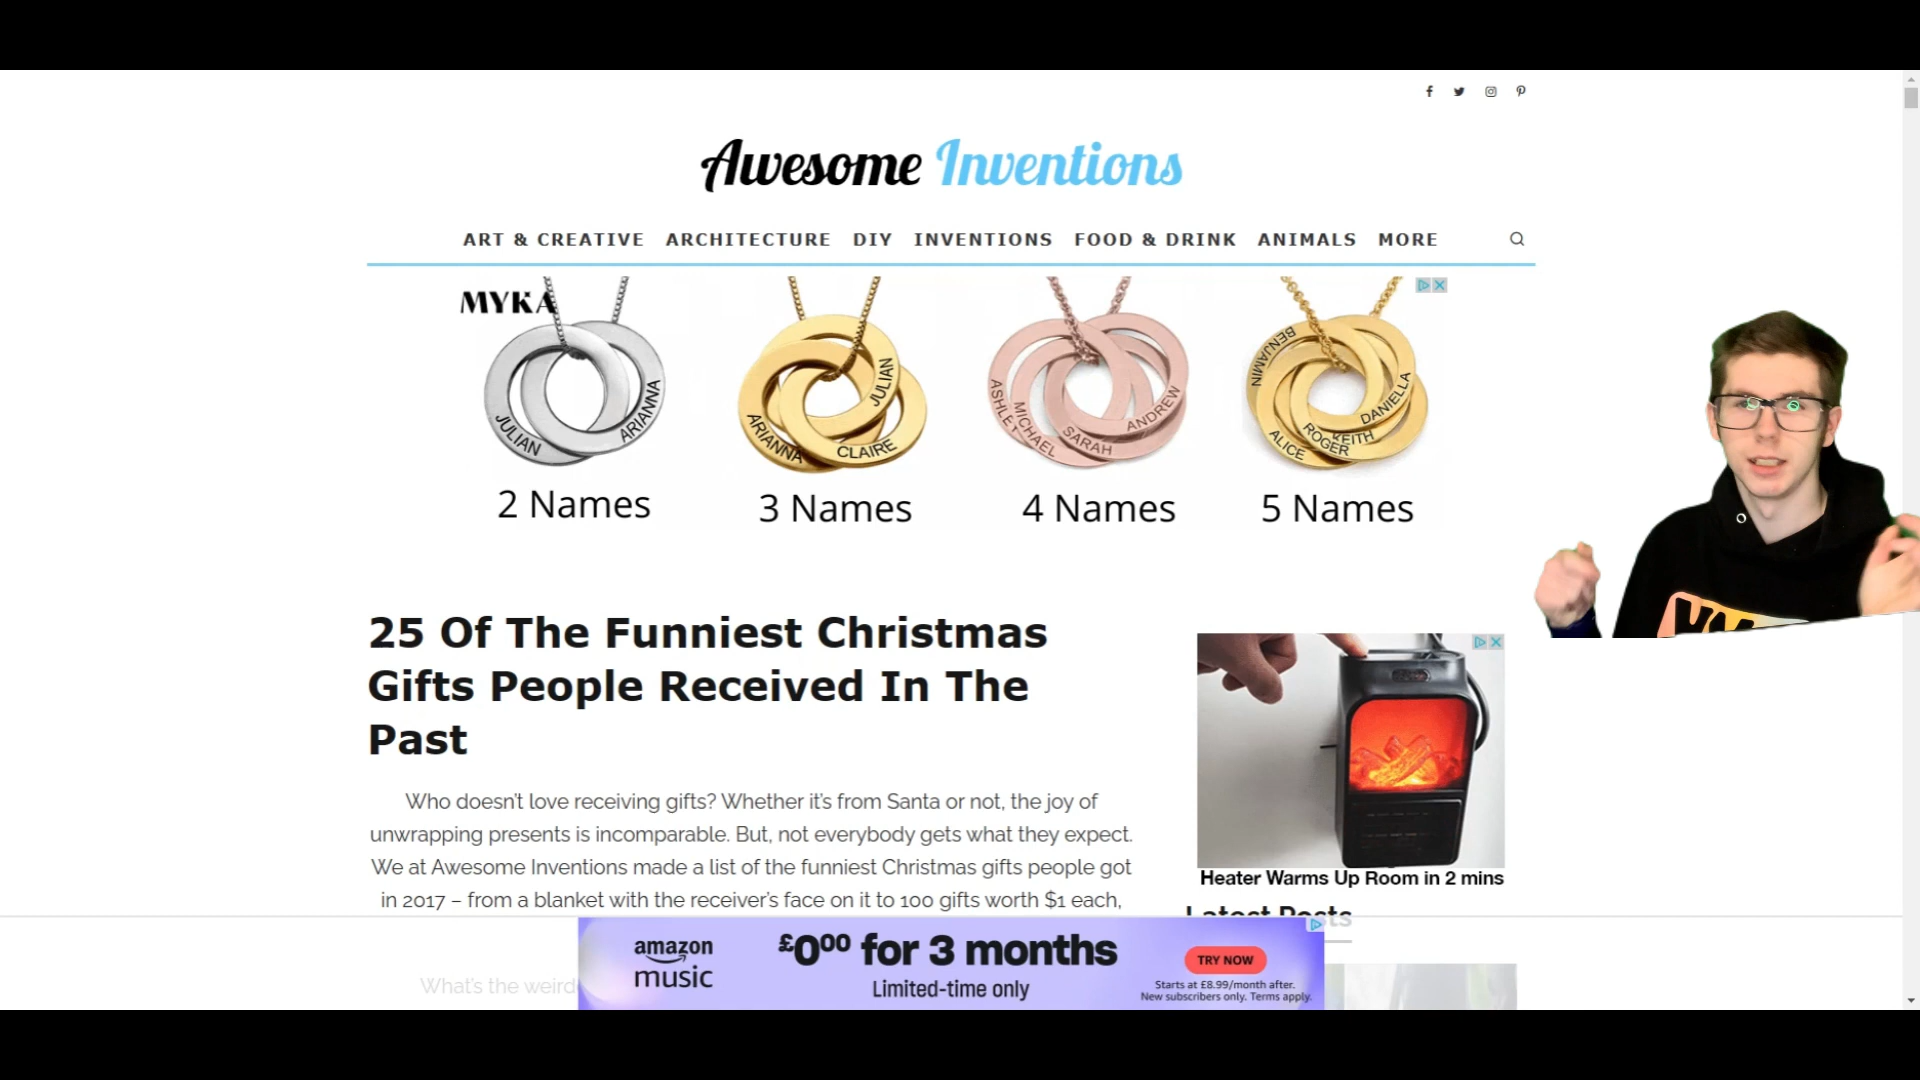 Awesome Inventions
ART & CREATIVE ARCHITECTURE DIY INVENTIONS FOOD & DRINK ANIMALS MORE
MYKA
JULIAN ARIANNA
ARIANNA CLAIRE JULIAN
ASHLEY MICHAEL SARAH ANDREW
BENJAMIN ALICE ROGER KEITH DANIELLA
2 Names 3 Names 4 Names 5 Names
25 Of The Funniest Christmas
Gifts People Received In The
Past
Who doesn't love receiving gifts? Whether it's from Santa or not, the joy of
unwrapping presents is incomparable. But, not everybody gets what they expect.
We at Awesome Inventions made a list of the funniest Christmas gifts people got
in 2017 – from a blanket with the receiver's face on it to 100 gifts worth $1 each,
What's the weird
Heater Warms Up Room in 2 mins
Latest Posts
amazon
music
£0⁰⁰ for 3 months
Limited-time only
TRY NOW
Starts at £8.99/month after.
New subscribers only. Terms apply.